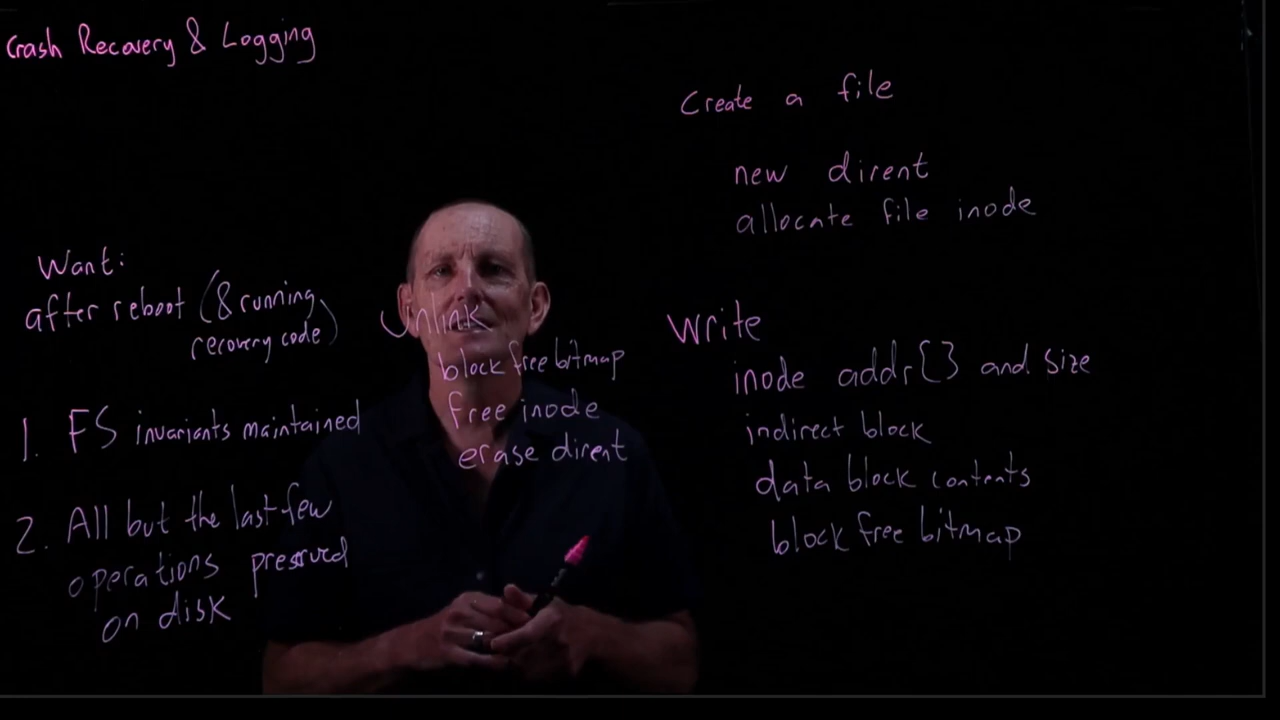 Crash Recovery & Logging
Want:
after reboot (& running
recovery code)
1. FS invariants maintained
2. All but the last few
operations preserved
on disk
Unlink
block free bitmap
free inode
erase dirent
Create a file
new dirent
allocate file inode
Write
inode addr[] and size
indirect block
data block contents
block free bitmap